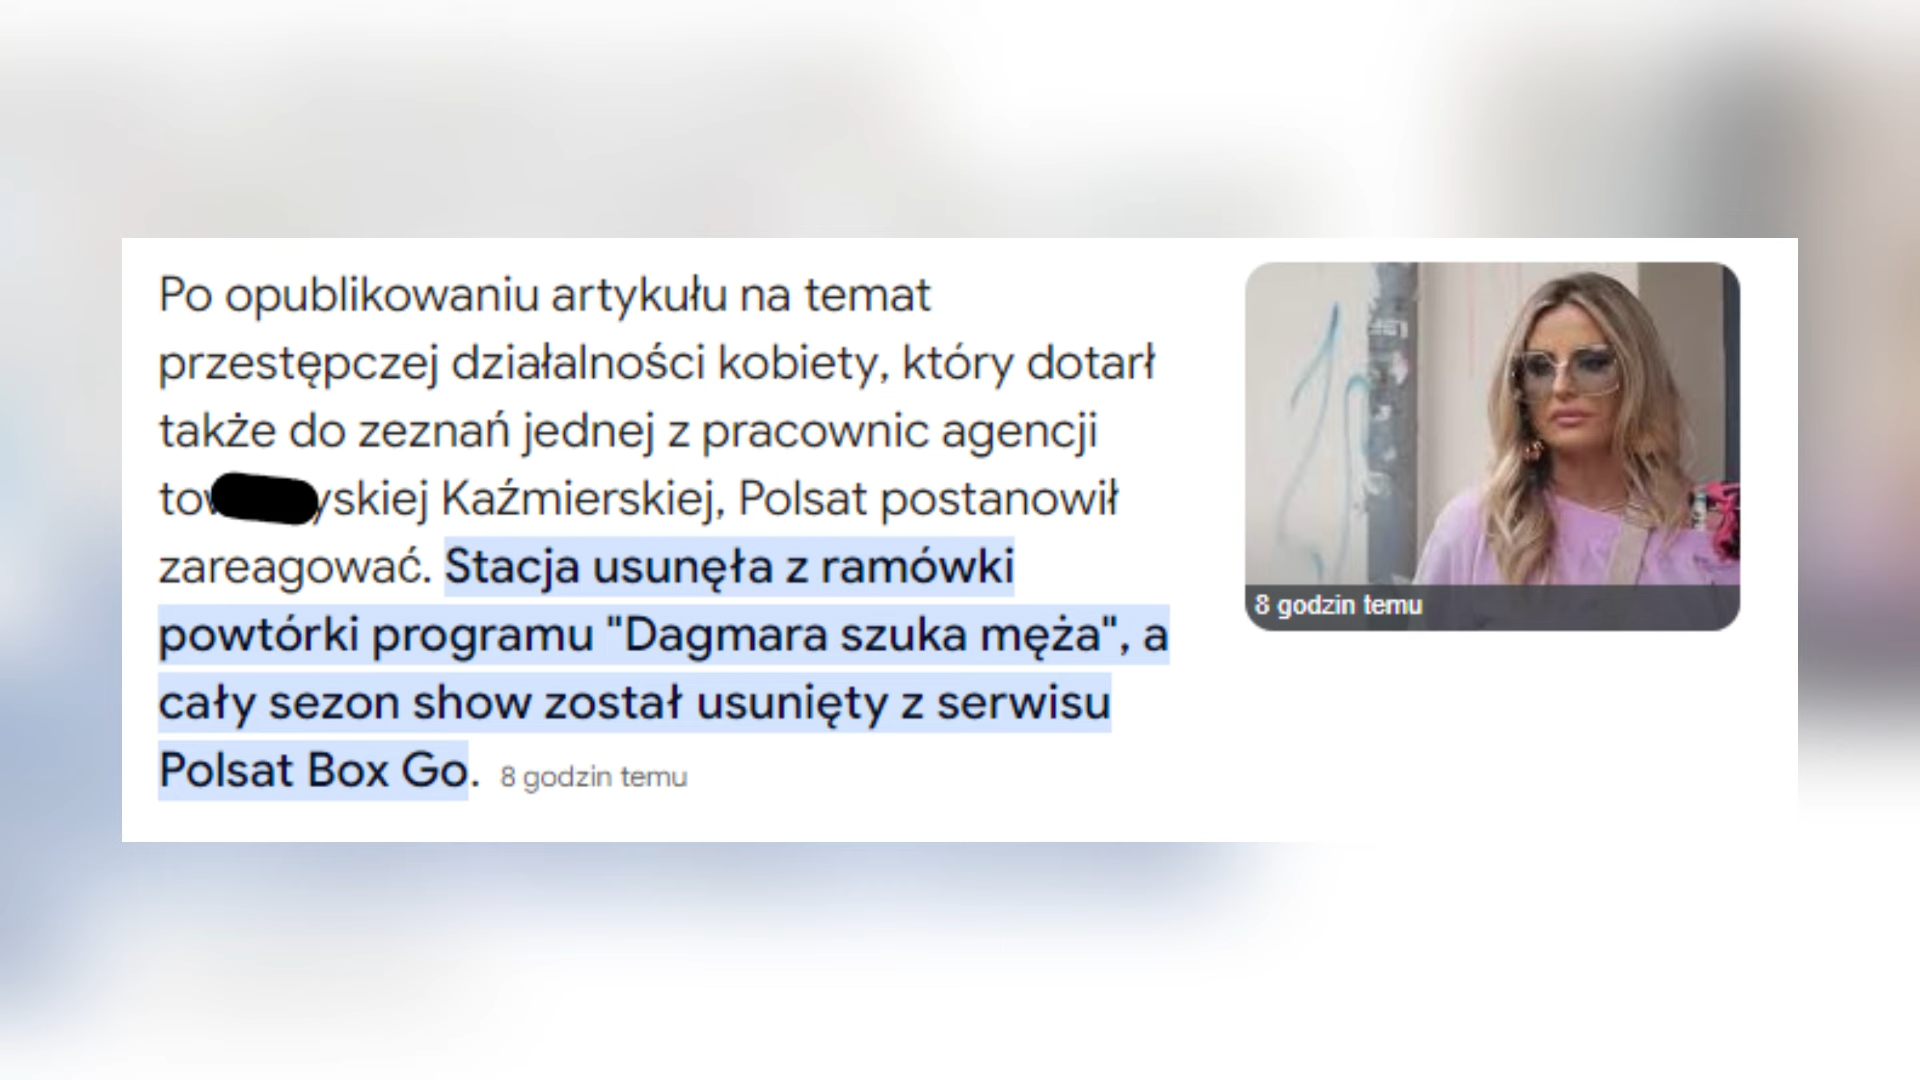 Po opublikowaniu artykułu na temat
przestępczej działalności kobiety, który dotarł
także do zeznań jednej z pracownic agencji
Kaźmierskiej, Polsat postanowił
zareagować. Stacja usunęła z ramówki
powtórki programu "Dagmara szuka męża", a
cały sezon show został usunięty z serwisu
Polsat Box Go. 8 godzin temu
8 godzin temu